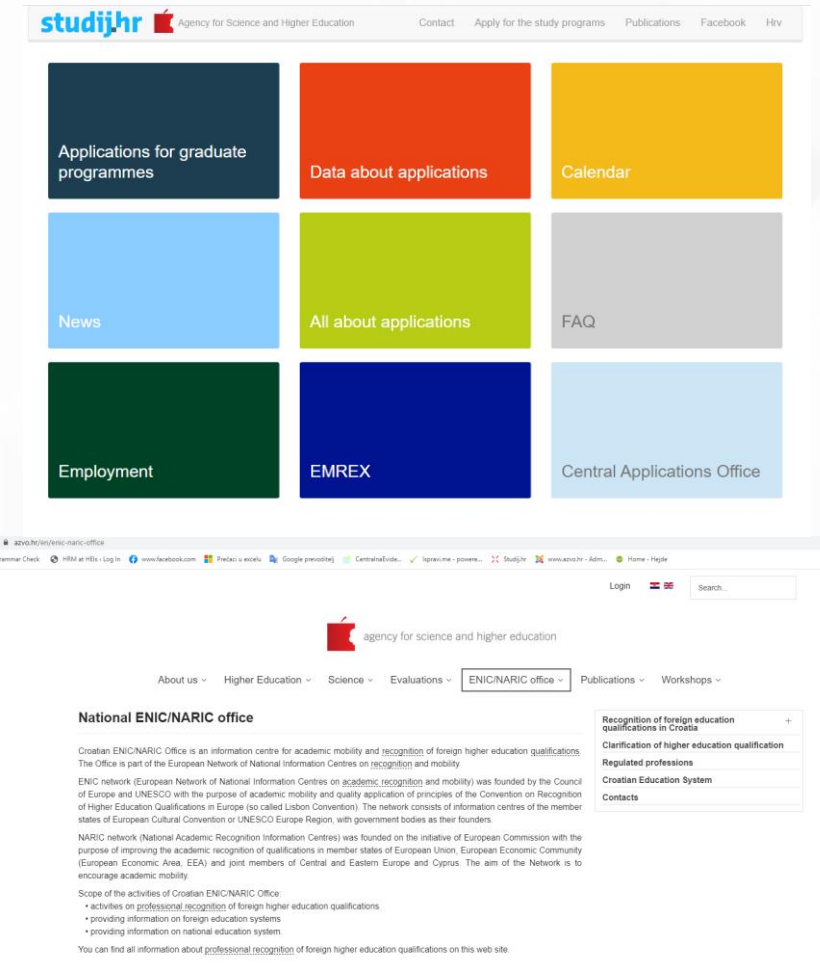 studij.hr Agency for Science and Higher Education Contact Apply for the study programs Publications Facebook Hrv
Applications for graduate
programmes
Data about applications
Calendar
News
All about applications
FAQ
Employment
EMREX
Central Applications Office
azvo.hr/en/enic-naric-office
rammar Check HRM at HEIs ‹ Log In www.facebook.com Prečaci u excelu Google prevoditelj CentralnaEvide... Ispravi.me - povere... Studij.hr www.azvo.hr - Adm... Home - Hejde
Login Search...
agency for science and higher education
About us Higher Education Science Evaluations ENIC/NARIC office Publications Workshops
National ENIC/NARIC office
Croatian ENIC/NARIC Office is an information centre for academic mobility and recognition of foreign higher education qualifications.
The Office is part of the European Network of National Information Centres on recognition and mobility.
ENIC network (European Network of National Information Centres on academic recognition and mobility) was founded by the Council
of Europe and UNESCO with the purpose of academic mobility and quality application of principles of the Convention on Recognition
of Higher Education Qualifications in Europe (so called Lisbon Convention). The network consists of information centres of the member
states of European Cultural Convention or UNESCO Europe Region, with government bodies as their founders.
NARIC network (National Academic Recognition Information Centres) was founded on the initiative of European Commission with the
purpose of improving the academic recognition of qualifications in member states of European Union, European Economic Community
(European Economic Area, EEA) and joint members of Central and Eastern Europe and Cyprus. The aim of the Network is to
encourage academic mobility.
Scope of the activities of Croatian ENIC/NARIC Office:
• activities on professional recognition of foreign higher education qualifications
• providing information on foreign education systems
• providing information on national education system.
You can find all information about professional recognition of foreign higher education qualifications on this web site.
Recognition of foreign education +
qualifications in Croatia
Clarification of higher education qualification
Regulated professions
Croatian Education System
Contacts